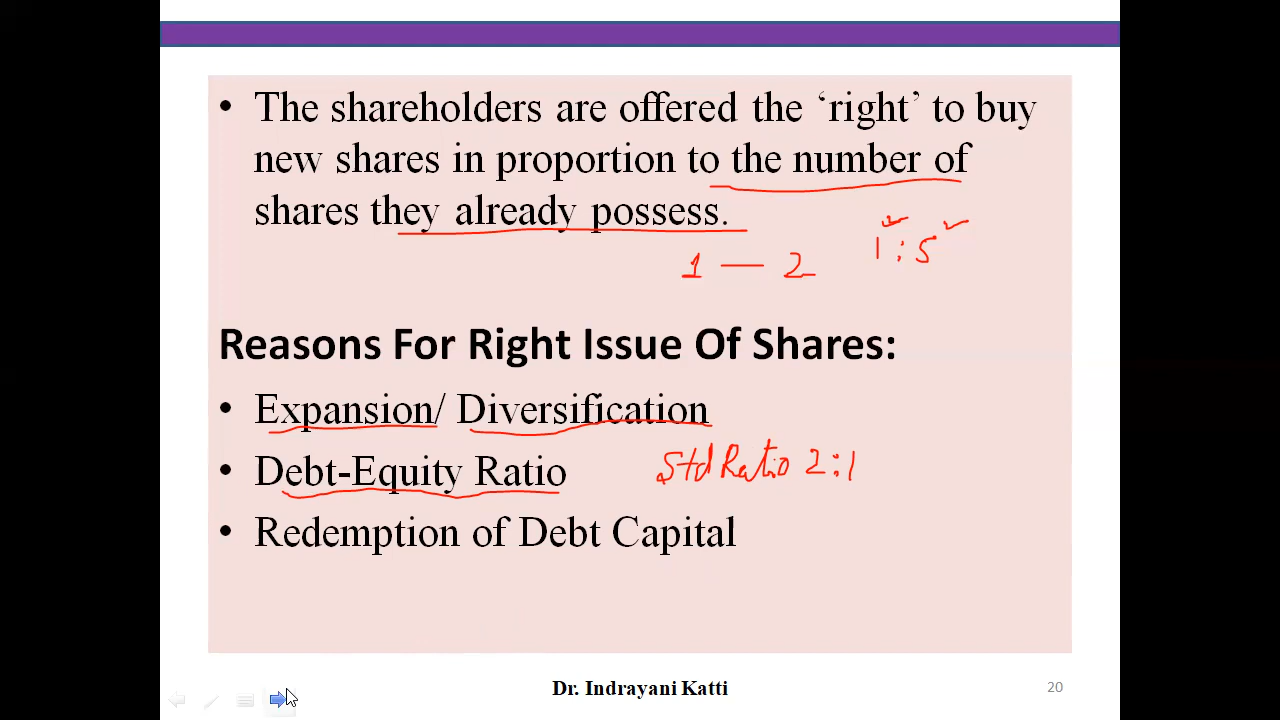 • The shareholders are offered the ‘right’ to buy
new shares in proportion to the number of
shares they already possess.
1 — 2
1 : 5
Reasons For Right Issue Of Shares:
• Expansion/ Diversification
• Debt-Equity Ratio
Std Ratio 2:1
• Redemption of Debt Capital
Dr. Indrayani Katti
20